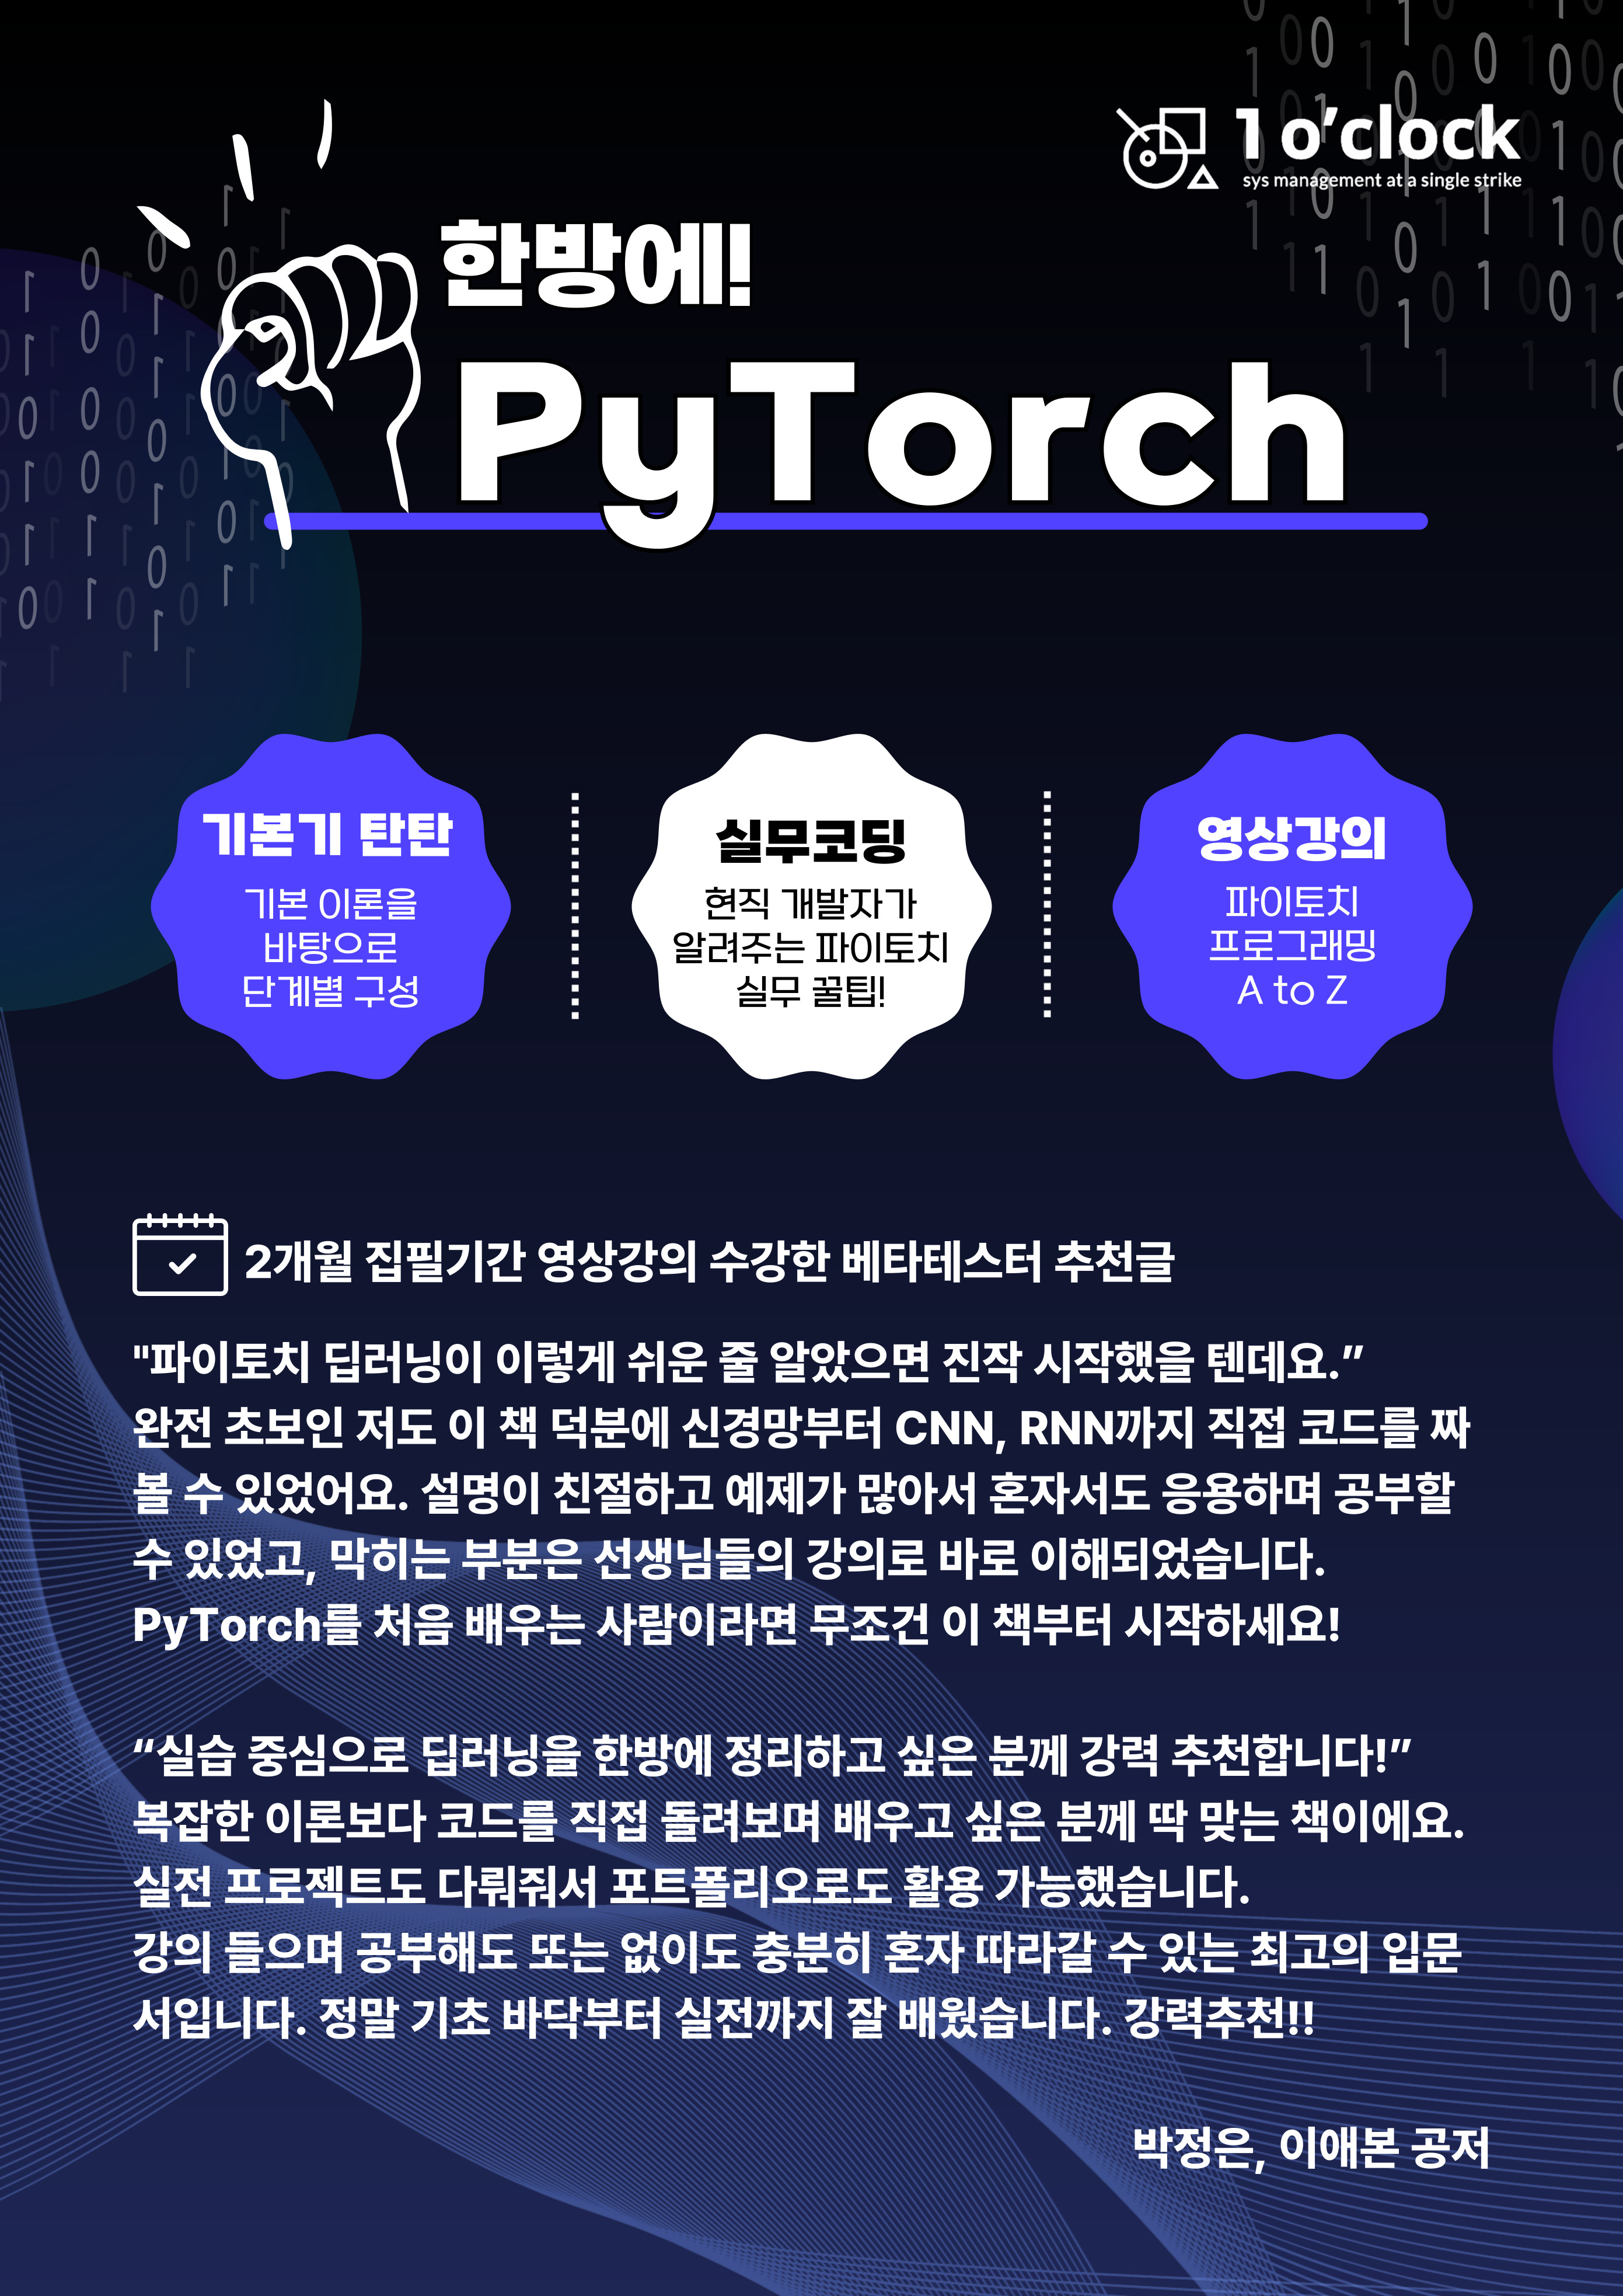 1 o'clock
sys management at a single strike
한방에!
PyTorch
기본기 탄탄
기본 이론을
바탕으로
단계별 구성
실무코딩
현직 개발자가
알려주는 파이토치
실무 꿀팁!
영상강의
파이토치
프로그래밍
A to Z
2개월 집필기간 영상강의 수강한 베타테스터 추천글
"파이토치 딥러닝이 이렇게 쉬운 줄 알았으면 진작 시작했을 텐데요.”
완전 초보인 저도 이 책 덕분에 신경망부터 CNN, RNN까지 직접 코드를 짜
볼 수 있었어요. 설명이 친절하고 예제가 많아서 혼자서도 응용하며 공부할
수 있었고, 막히는 부분은 선생님들의 강의로 바로 이해되었습니다.
PyTorch를 처음 배우는 사람이라면 무조건 이 책부터 시작하세요!
“실습 중심으로 딥러닝을 한방에 정리하고 싶은 분께 강력 추천합니다!”
복잡한 이론보다 코드를 직접 돌려보며 배우고 싶은 분께 딱 맞는 책이에요.
실전 프로젝트도 다뤄줘서 포트폴리오로도 활용 가능했습니다.
강의 들으며 공부해도 또는 없이도 충분히 혼자 따라갈 수 있는 최고의 입문
서입니다. 정말 기초 바닥부터 실전까지 잘 배웠습니다. 강력추천!!
박정은, 이애본 공저